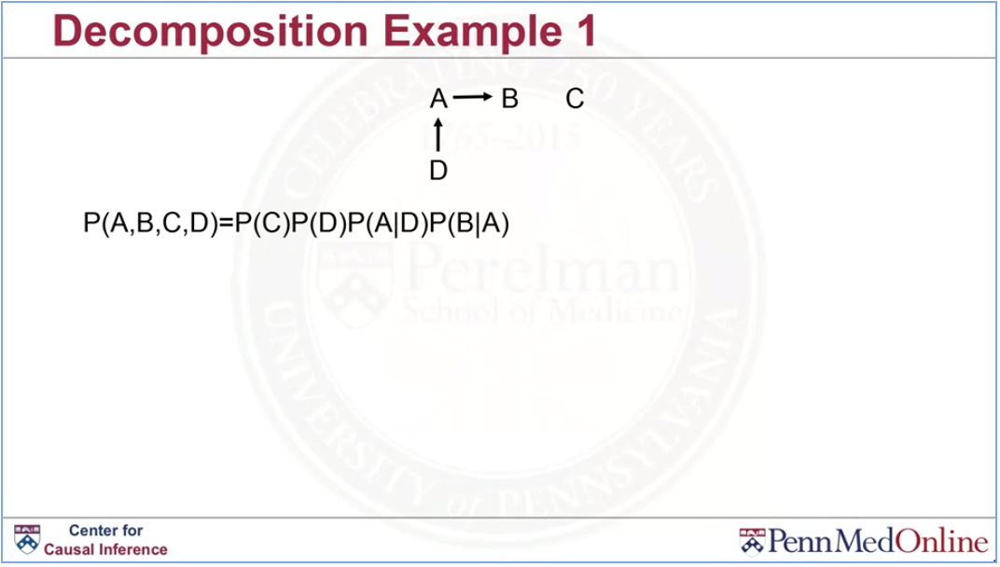 Decomposition Example 1
A → B C
↑
D
P(A,B,C,D)=P(C)P(D)P(A|D)P(B|A)
CELEBRATING 250 YEARS
1765–2015
Perelman
School of Medicine
UNIVERSITY of PENNSYLVANIA
Center for
Causal Inference
PennMedOnline